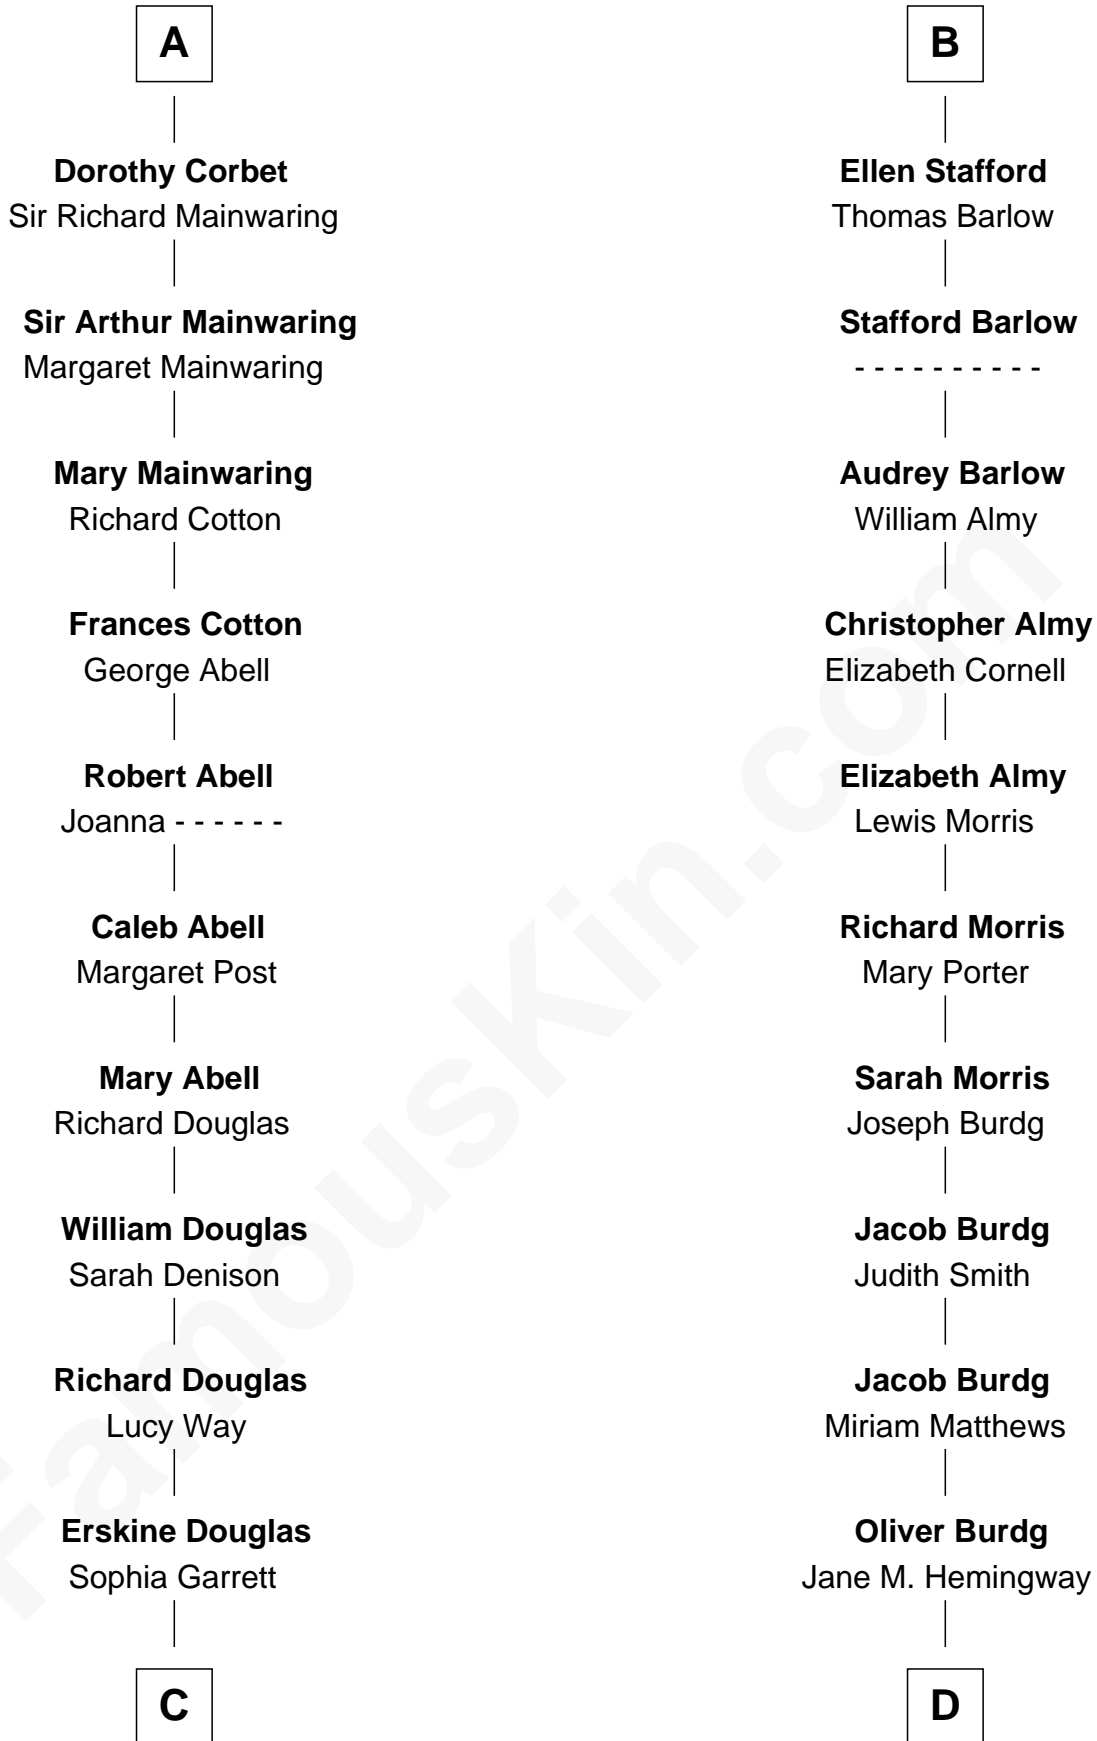 A
Dorothy Corbet
Sir Richard Mainwaring
Sir Arthur Mainwaring
Margaret Mainwaring
Mary Mainwaring
Richard Cotton
Frances Cotton
George Abell
Robert Abell
Joanna - - - - - -
Caleb Abell
Margaret Post
Mary Abell
Richard Douglas
William Douglas
Sarah Denison
Richard Douglas
Lucy Way
Erskine Douglas
Sophia Garrett
C
B
Ellen Stafford
Thomas Barlow
Stafford Barlow
- - - - - - - - - -
Audrey Barlow
William Almy
Christopher Almy
Elizabeth Cornell
Elizabeth Almy
Lewis Morris
Richard Morris
Mary Porter
Sarah Morris
Joseph Burdg
Jacob Burdg
Judith Smith
Jacob Burdg
Miriam Matthews
Oliver Burdg
Jane M. Hemingway
D
FamousKin.com